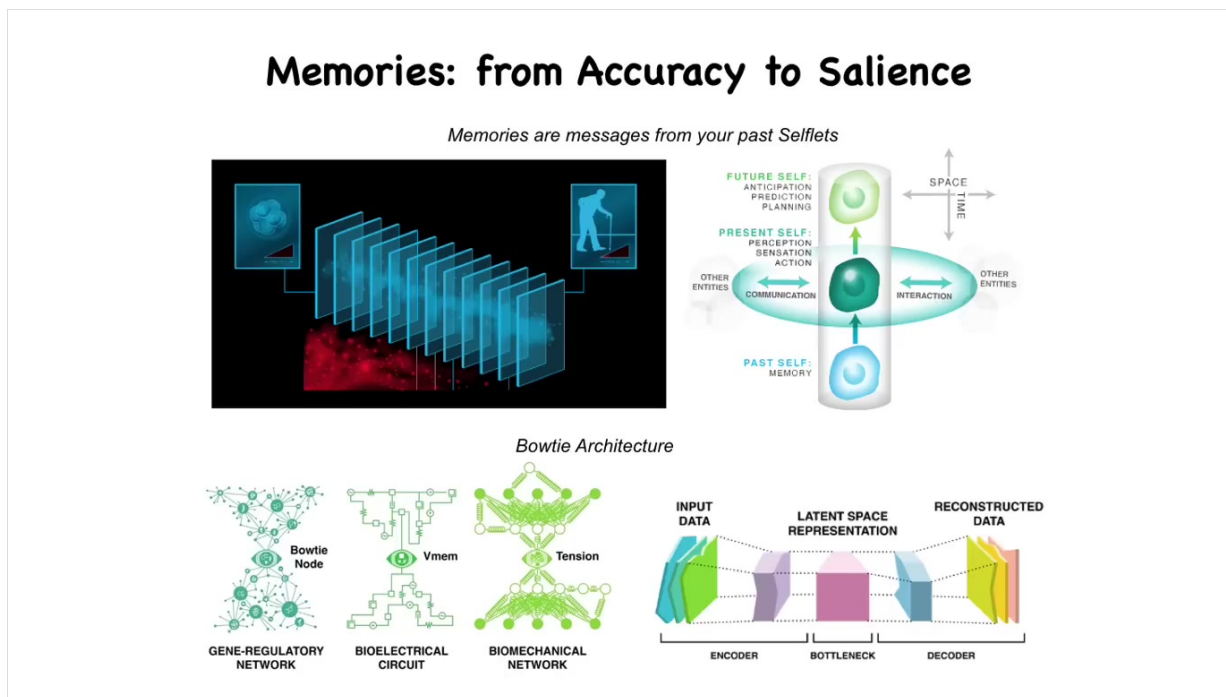 Memories: from Accuracy to Salience
Memories are messages from your past Selflets
FUTURE SELF:
ANTICIPATION
PREDICTION
PLANNING
SPACE
TIME
PRESENT SELF:
PERCEPTION
SENSATION
ACTION
OTHER
ENTITIES
COMMUNICATION
INTERACTION
OTHER
ENTITIES
PAST SELF:
MEMORY
Bowtie Architecture
Bowtie
Node
Vmem
Tension
GENE-REGULATORY
NETWORK
BIOELECTRICAL
CIRCUIT
BIOMECHANICAL
NETWORK
INPUT
DATA
LATENT SPACE
REPRESENTATION
RECONSTRUCTED
DATA
ENCODER
BOTTLENECK
DECODER